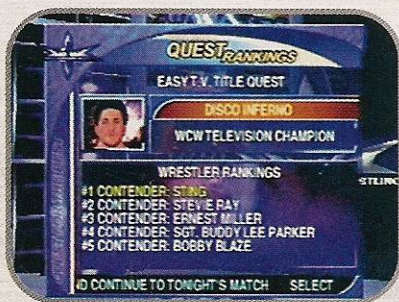 QUEST RANKINGS
EASY T.V. TITLE QUEST
DISCO INFERNO
WCW TELEVISION CHAMPION
WRESTLER RANKINGS
#1 CONTENDER: STING
#2 CONTENDER: STEVIE RAY
#3 CONTENDER: ERNEST MILLER
#4 CONTENDER: SGT. BUDDY LEE PARKER
#5 CONTENDER: BOBBY BLAZE
STLING
D CONTINUE TO TONIGHT'S MATCH SELECT